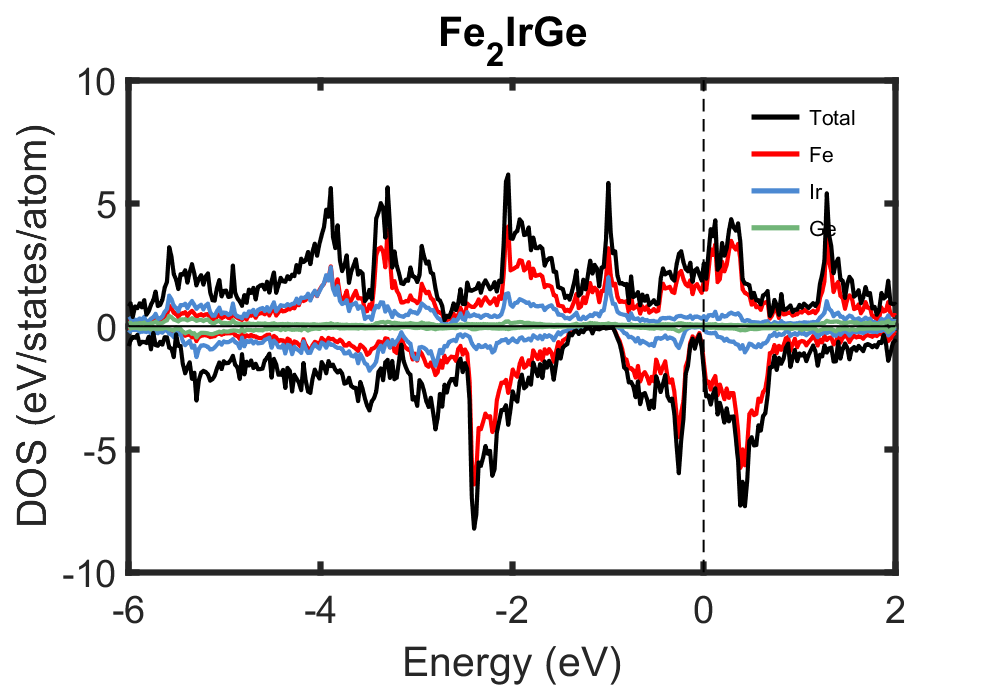 Fe₂IrGe
DOS (eV/states/atom)
10
5
0
-5
-10
Total
Fe
Ir
Ge
-6 -4 -2 0 2
Energy (eV)